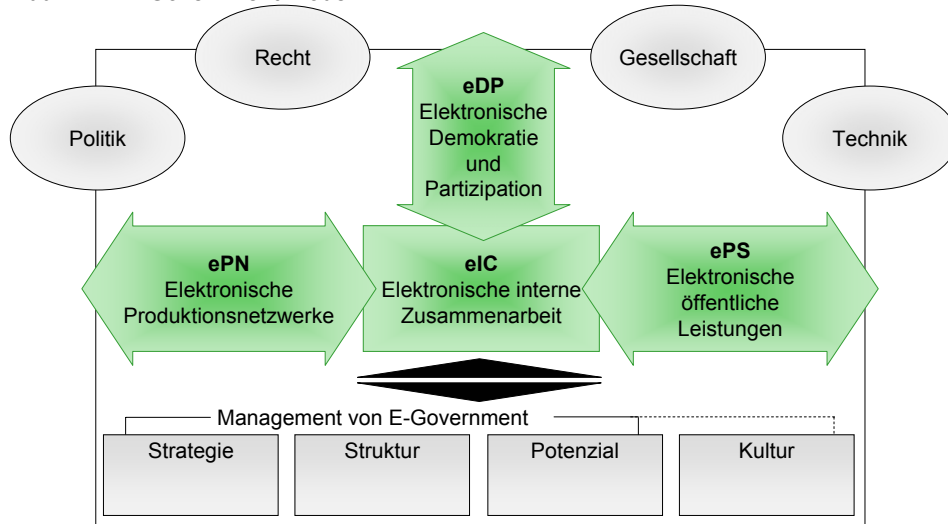 Recht
Gesellschaft
Politik
Technik
eDP
Elektronische
Demokratie
und
Partizipation
ePN
Elektronische
Produktionsnetzwerke
eIC
Elektronische interne
Zusammenarbeit
ePS
Elektronische
öffentliche
Leistungen
Management von E-Government
Strategie
Struktur
Potenzial
Kultur